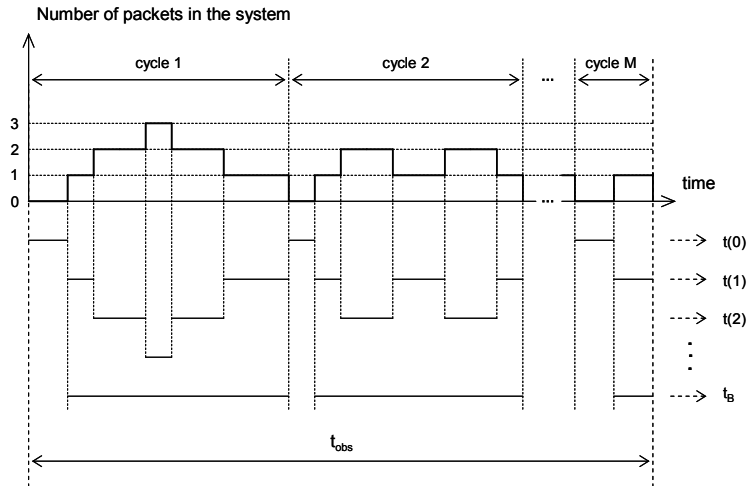 Number of packets in the system
cycle 1
cycle 2
...
cycle M
3
2
1
0
time
...
t(0)
t(1)
t(2)
t_B
t_obs